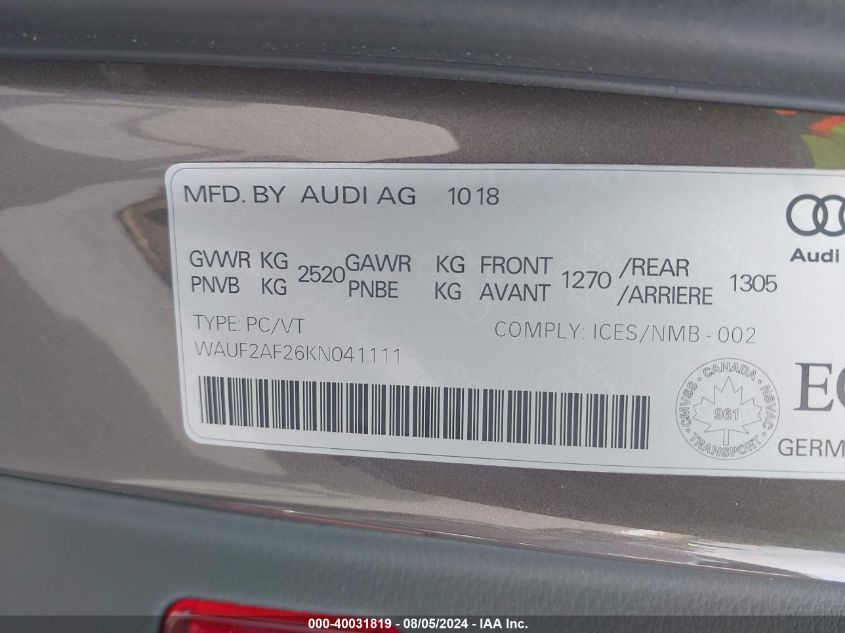 MFD. BY AUDI AG 10 18
GVWR KG 2520 GAWR KG FRONT 1270 /REAR 1305
PNVB KG PNBE KG AVANT /ARRIERE
TYPE: PC/VT COMPLY: ICES/NMB-002
WAUF2AF26KN041111
Audi
CANADA
CMVSS NSVAC
961
TRANSPORT
GERM
000-40031819 - 08/05/2024 - IAA Inc.